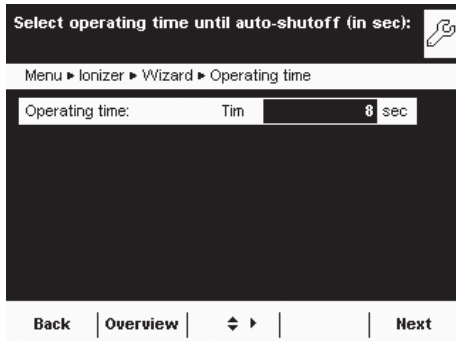 Select operating time until auto-shutoff (in sec):
Menu ▸ Ionizer ▸ Wizard ▸ Operating time
Operating time: Tim 8 sec
Back Overview Next